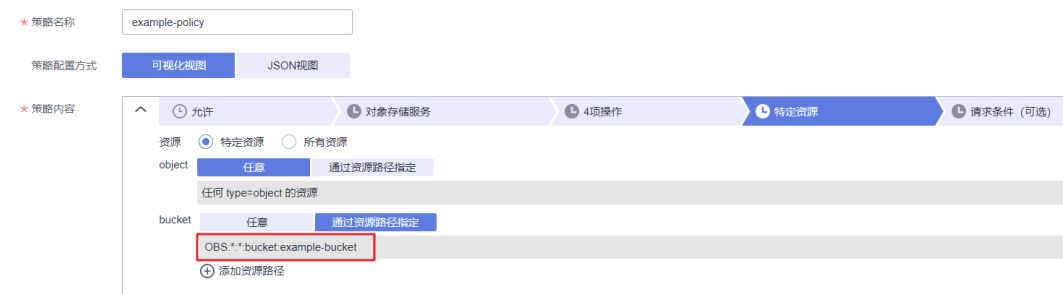 ★ 策略名称 example-policy
策略配置方式 可视化视图 JSON视图
★ 策略内容 允许 对象存储服务 4项操作 特定资源 请求条件（可选）
资源 特定资源 所有资源
object 任意 通过资源路径指定
任何 type=object 的资源
bucket 任意 通过资源路径指定
OBS:*:*:bucket:example-bucket
添加资源路径